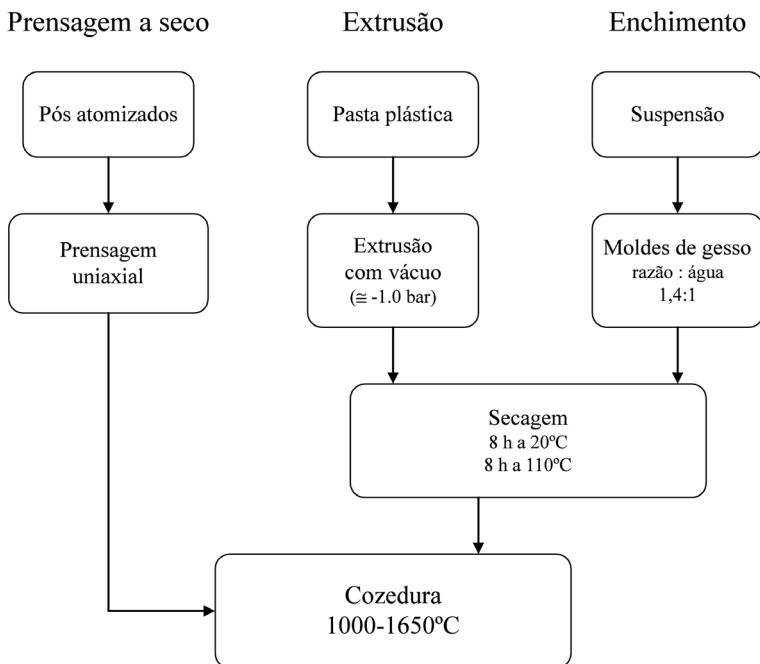 Prensagem a seco
Extrusão
Enchimento
Pós atomizados
Pasta plástica
Suspensão
Prensagem
uniaxial
Extrusão
com vácuo
(≅ -1.0 bar)
Moldes de gesso
razão : água
1,4:1
Secagem
8 h a 20ºC
8 h a 110ºC
Cozedura
1000-1650ºC